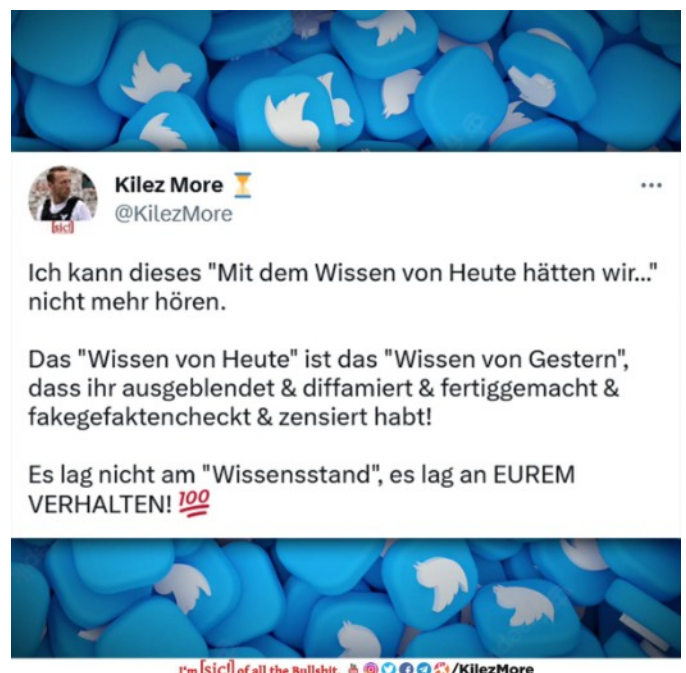 Kilez More ⏳
@KilezMore
[sic!]
Ich kann dieses "Mit dem Wissen von Heute hätten wir..."
nicht mehr hören.
Das "Wissen von Heute" ist das "Wissen von Gestern",
dass ihr ausgeblendet & diffamiert & fertiggemacht &
fakegefaktencheckt & zensiert habt!
Es lag nicht am "Wissensstand", es lag an EUREM
VERHALTEN! 💯
I'm [sic!] of all the Bullshit. /KilezMore